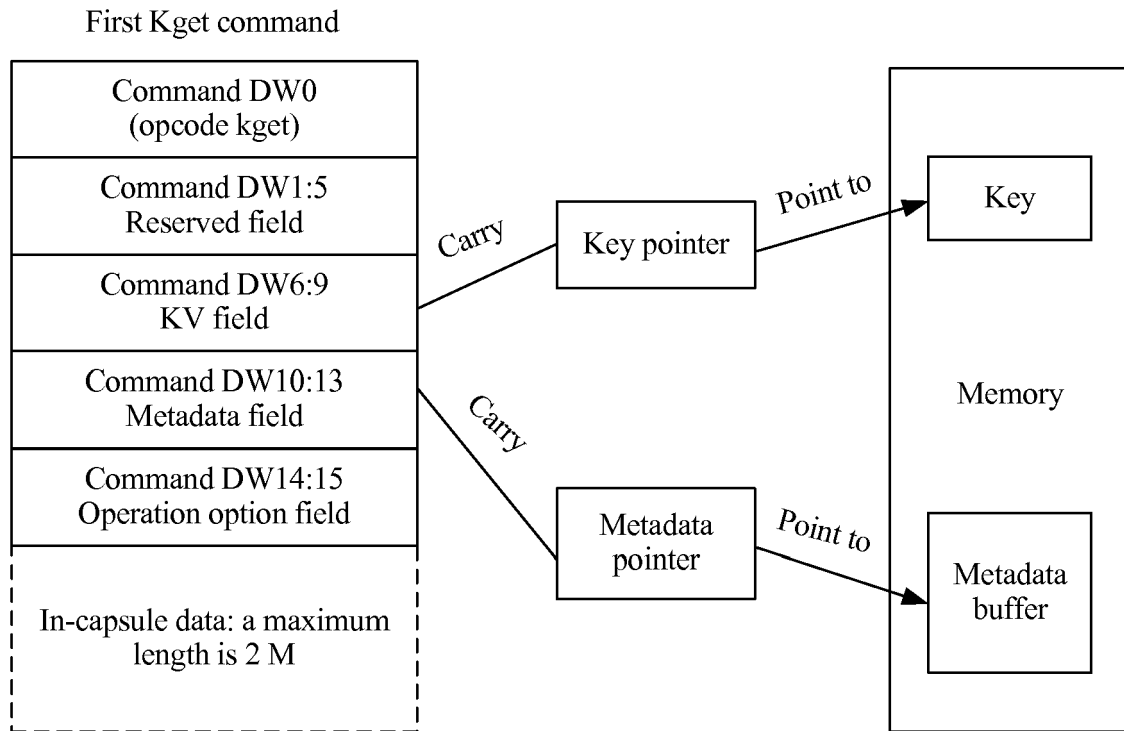 First Kget command
Command DW0
(opcode kget)
Command DW1:5
Reserved field
Command DW6:9
KV field
Command DW10:13
Metadata field
Command DW14:15
Operation option field
In-capsule data: a maximum
length is 2 M
Carry
Carry
Key pointer
Metadata
pointer
Point to
Point to
Key
Memory
Metadata
buffer